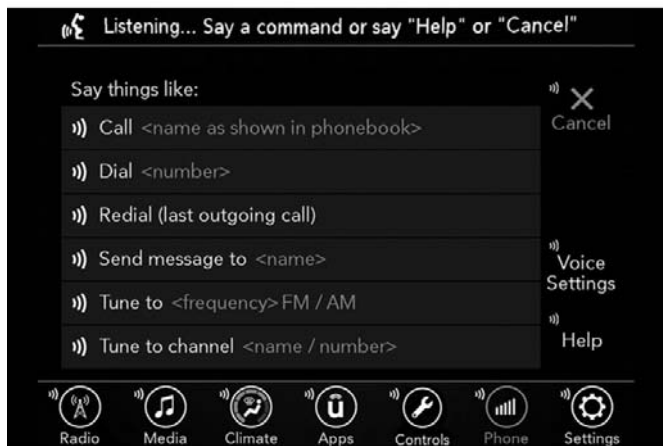 Listening... Say a command or say "Help" or "Cancel"
Say things like:
Call <name as shown in phonebook>
Dial <number>
Redial (last outgoing call)
Send message to <name>
Tune to <frequency> FM / AM
Tune to channel <name / number>
Cancel
Voice
Settings
Help
Radio
Media
Climate
Apps
Controls
Phone
Settings